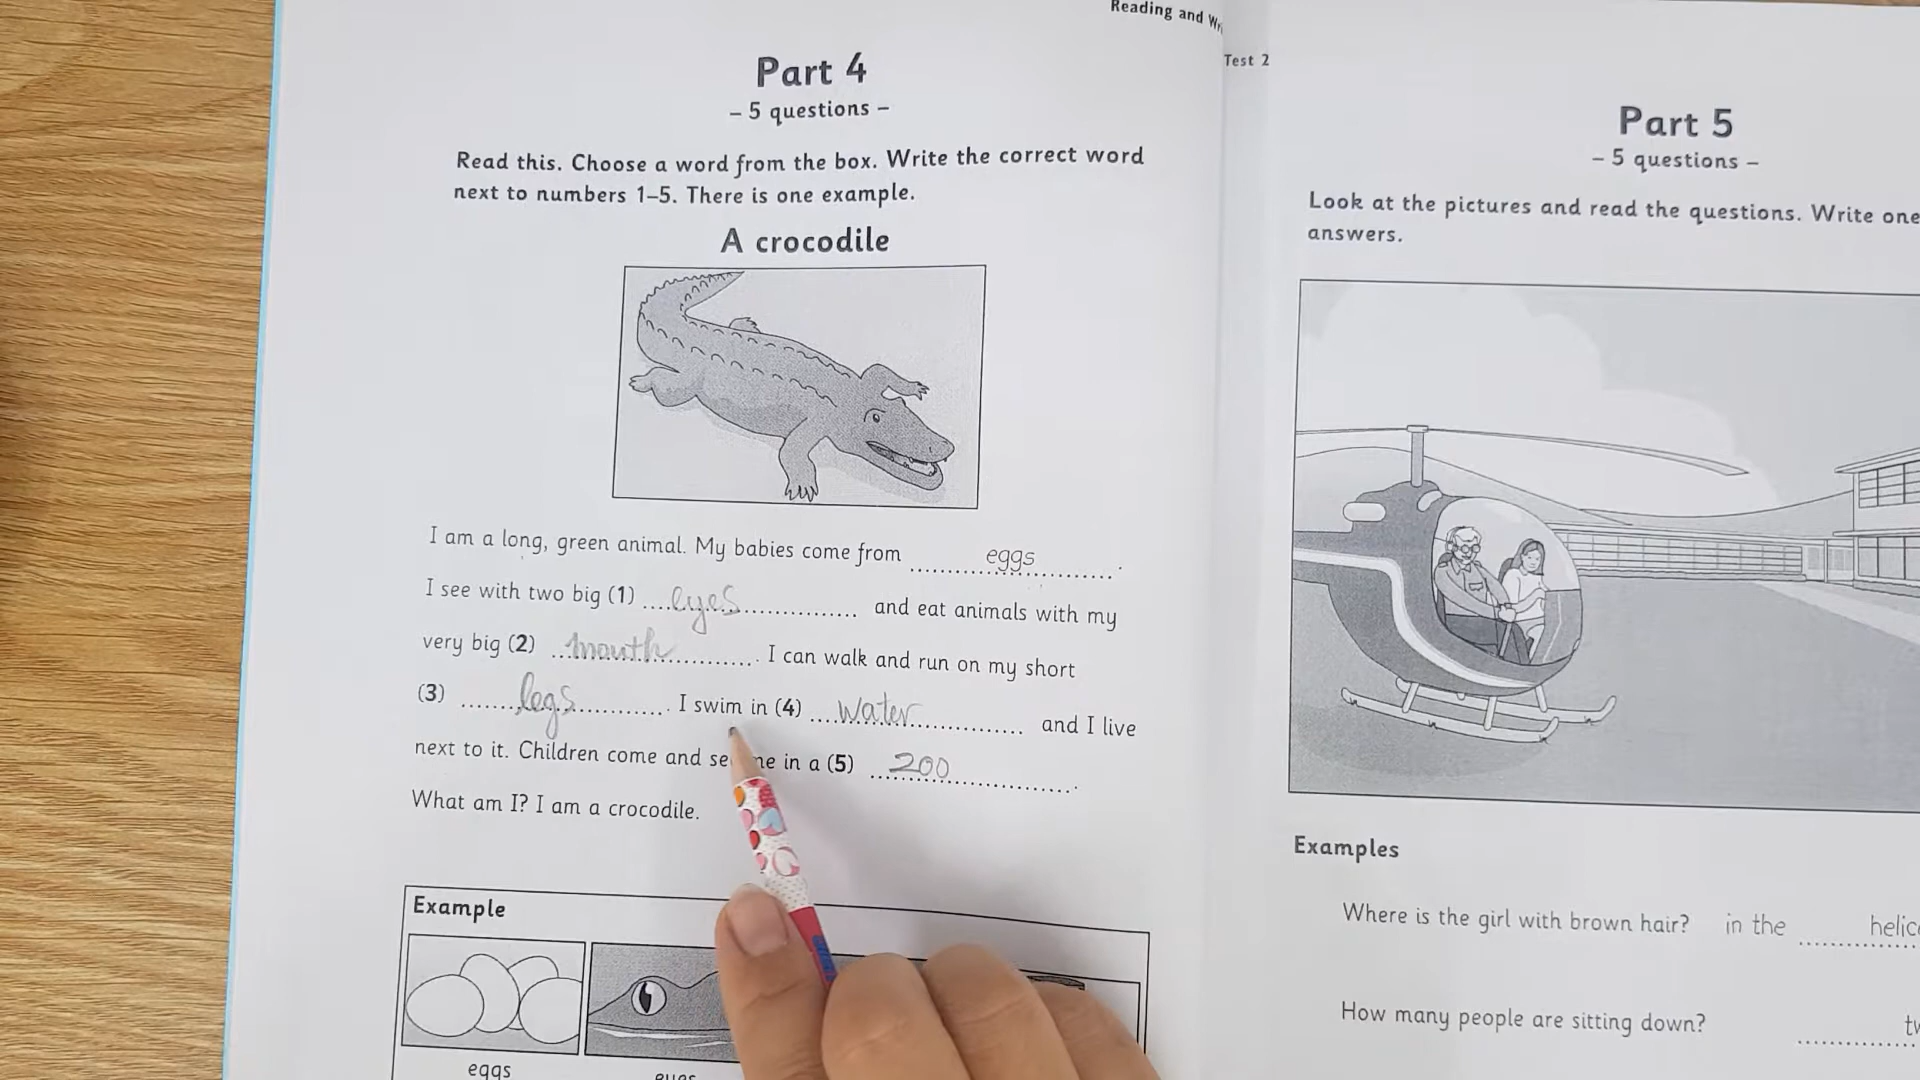 Reading and
Part 4
– 5 questions –
Read this. Choose a word from the box. Write the correct word
next to numbers 1–5. There is one example.
A crocodile
I am a long, green animal. My babies come from eggs.
I see with two big (1) eyes and eat animals with my
very big (2) mouth. I can walk and run on my short
(3) legs. I swim in (4) water and I live
next to it. Children come and in a (5) zoo.
What am I? I am a crocodile.
Example
eggs
eyes
Test 2
Part 5
– 5 questions –
Look at the pictures and read the questions. Write one
answers.
Examples
Where is the girl with brown hair? in the
How many people are sitting down?